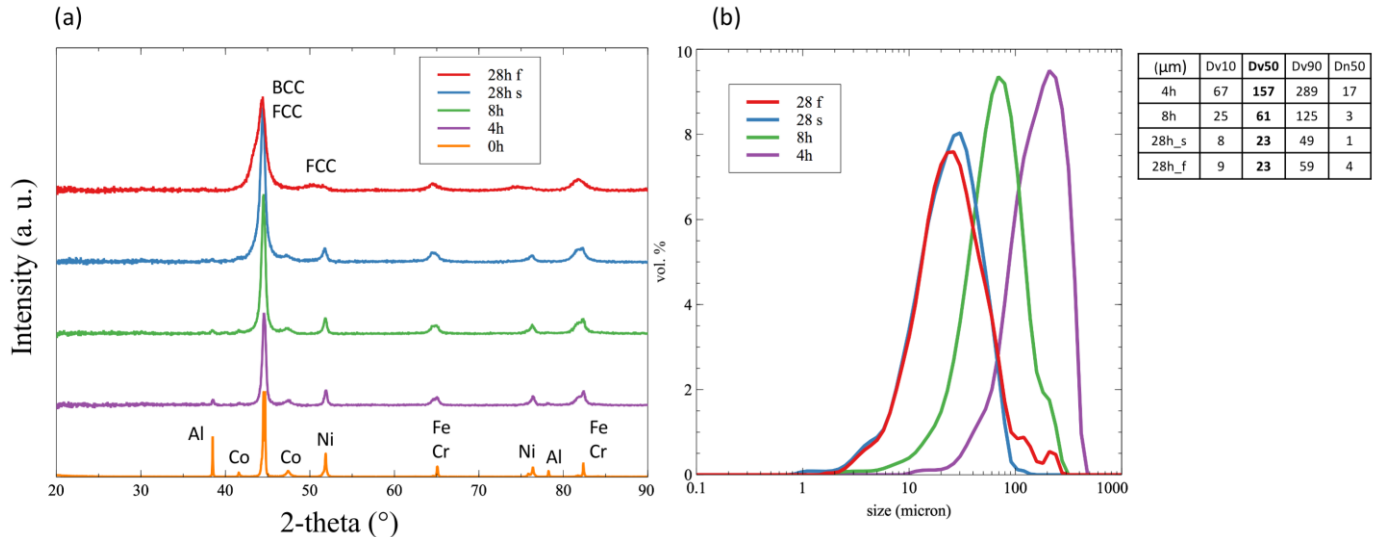 (a)
28h f
28h s
8h
4h
0h
BCC
FCC
FCC
Al
Co
Co
Ni
Fe
Cr
Ni
Al
Fe
Cr
Intensity (a. u.)
20 30 40 50 60 70 80 90
2-theta (°)
(b)
28 f
28 s
8h
4h
10
8
6
4
2
0
vol. %
0.1 1 10 100 1000
size (micron)
(μm) Dv10 Dv50 Dv90 Dn50
4h 67 157 289 17
8h 25 61 125 3
28h_s 8 23 49 1
28h_f 9 23 59 4